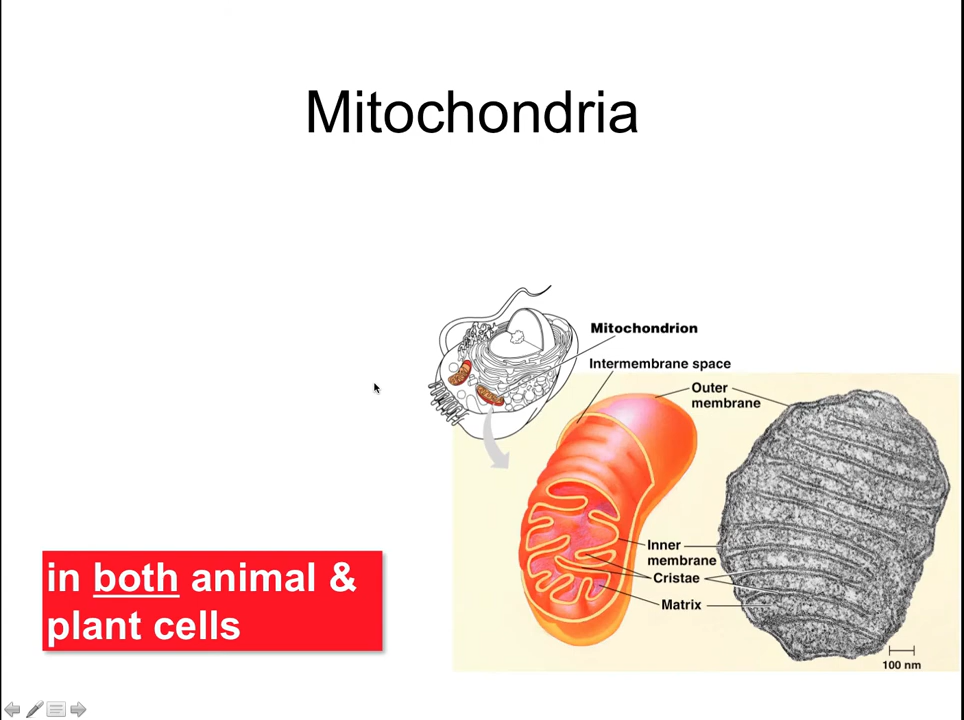 Mitochondria
Mitochondrion
Intermembrane space
Outer
membrane
Inner
membrane
Cristae
Matrix
100 nm
in both animal &
plant cells